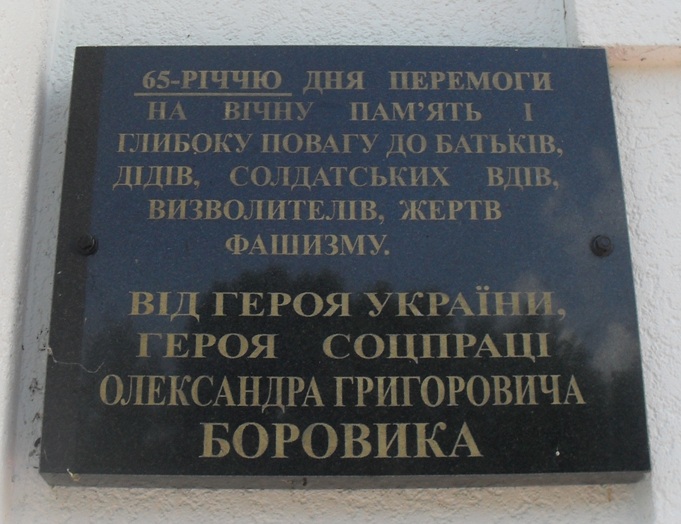 65-РІЧЧЮ ДНЯ ПЕРЕМОГИ
НА ВІЧНУ ПАМ'ЯТЬ І
ГЛИБОКУ ПОВАГУ ДО БАТЬКІВ,
ДІДІВ, СОЛДАТСЬКИХ ВДІВ,
ВИЗВОЛИТЕЛІВ, ЖЕРТВ
ФАШИЗМУ.
ВІД ГЕРОЯ УКРАЇНИ,
ГЕРОЯ СОЦПРАЦІ
ОЛЕКСАНДРА ГРИГОРОВИЧА
БОРОВИКА